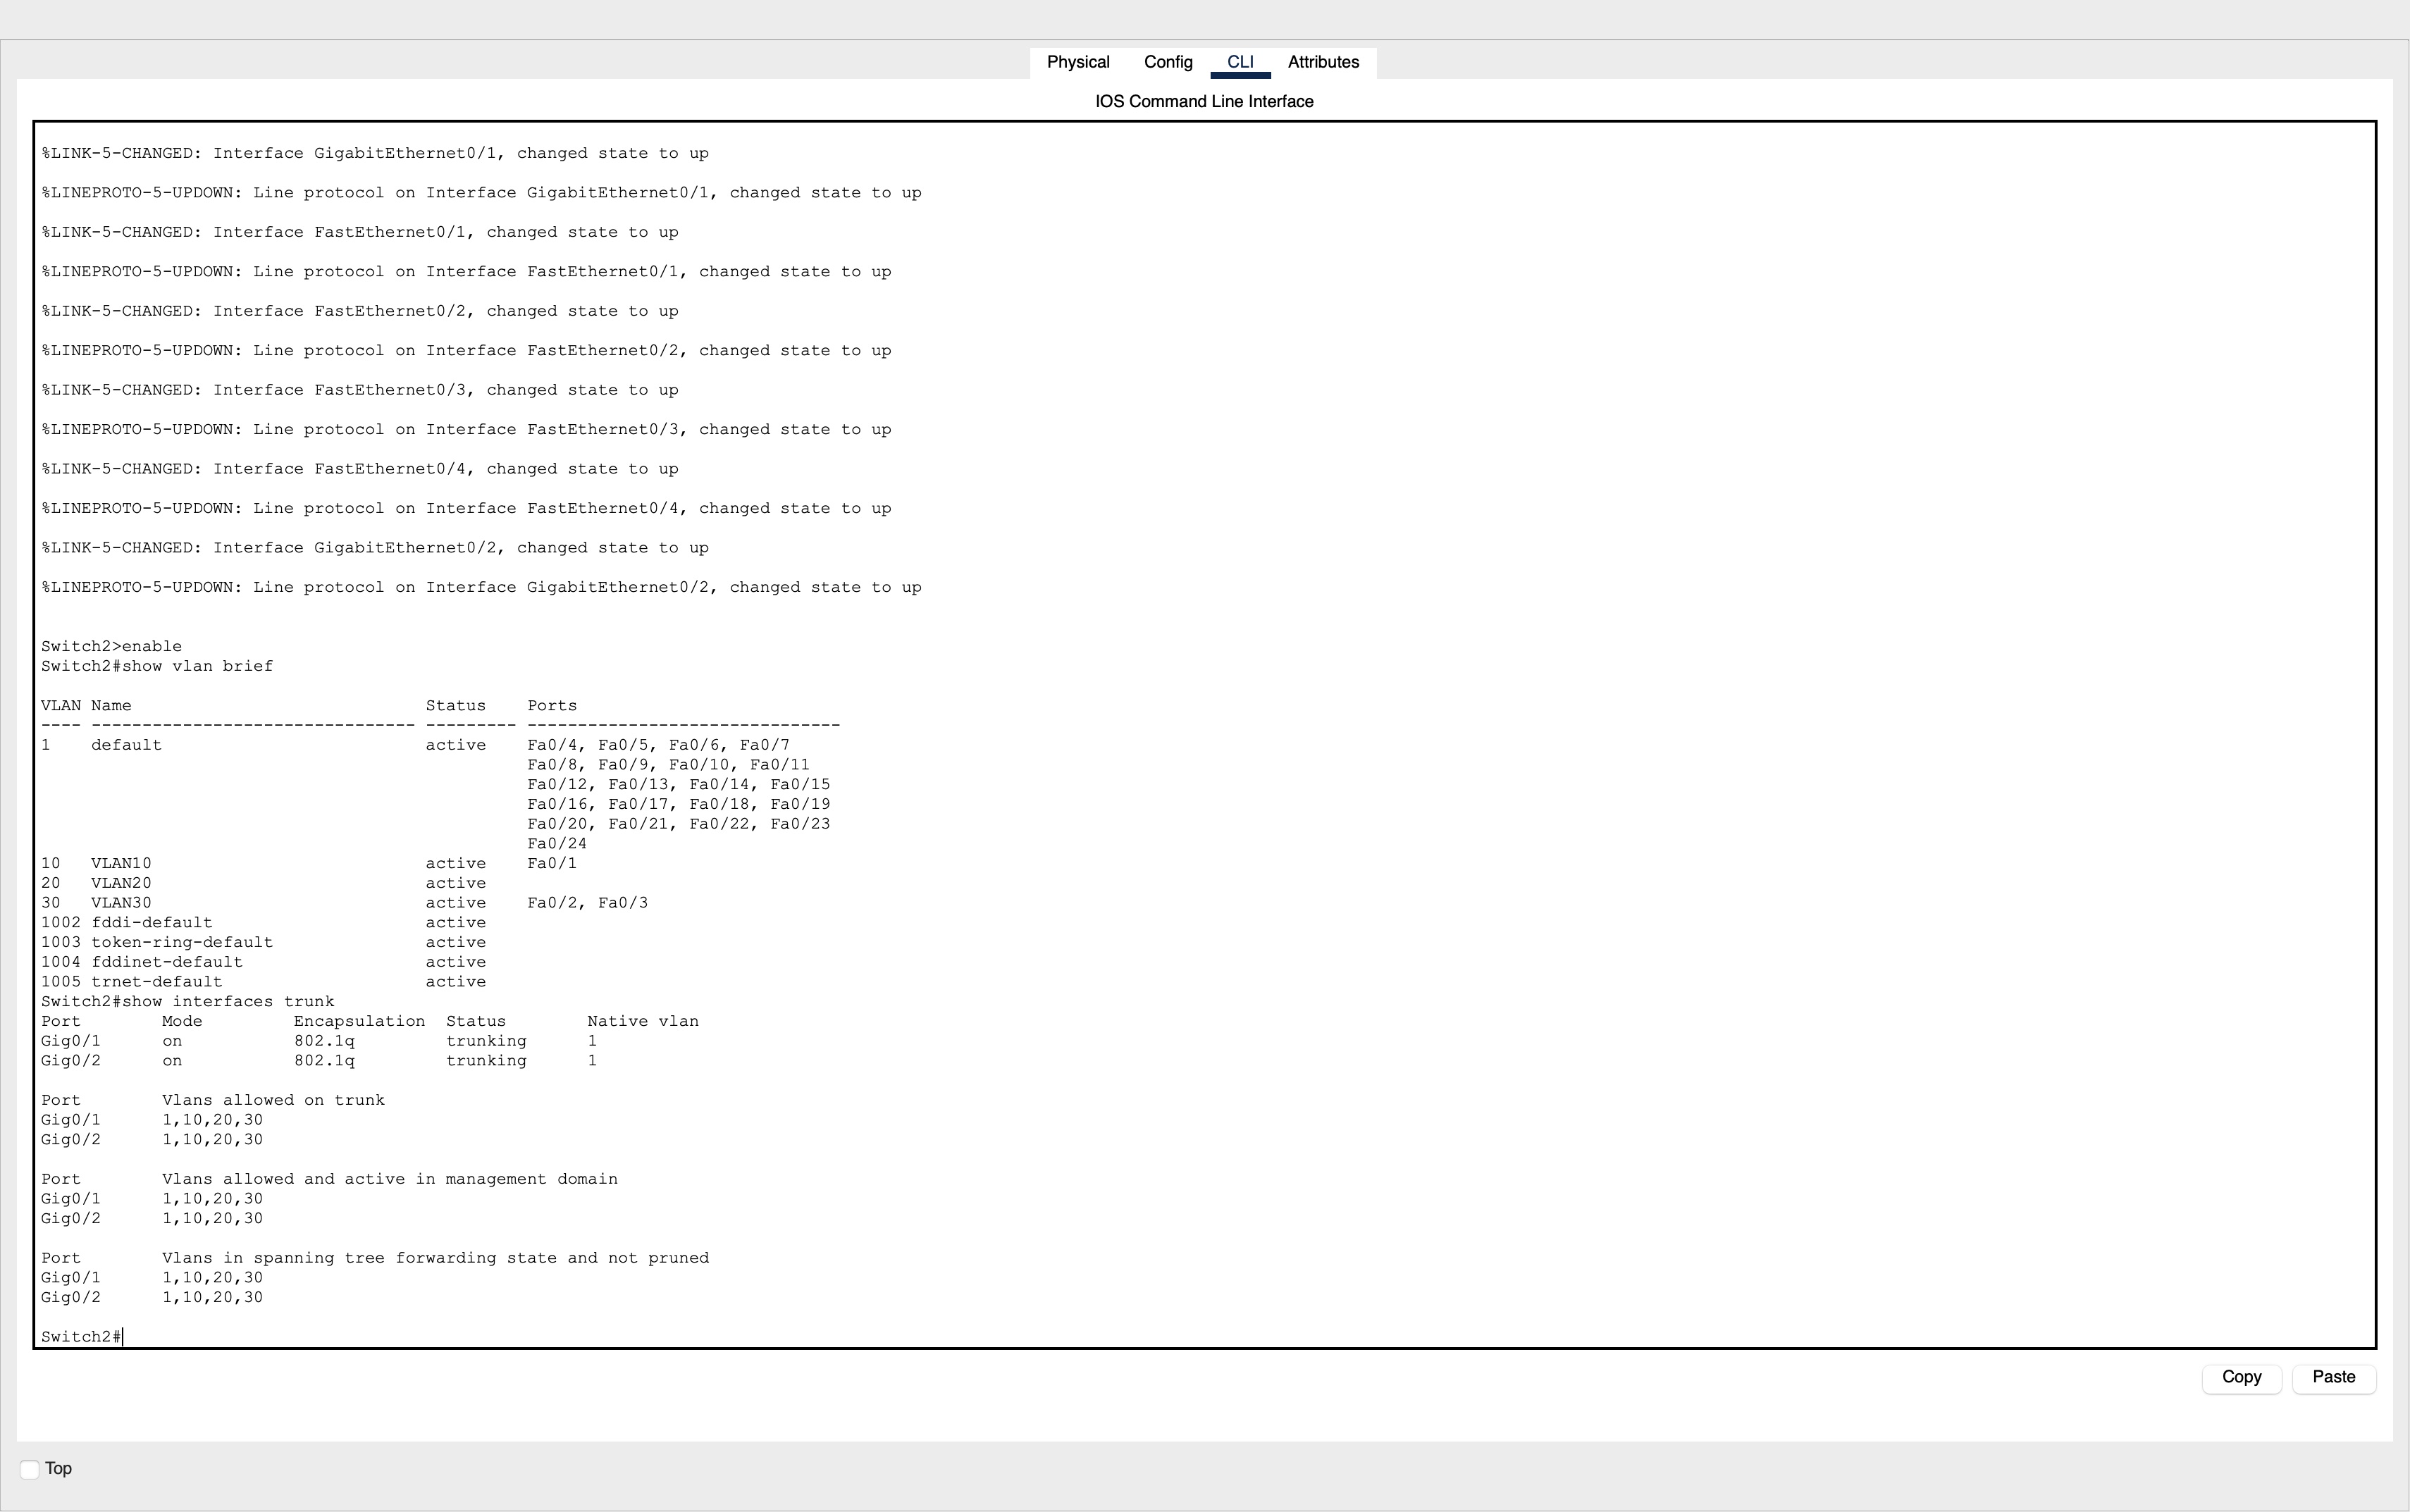 Physical Config CLI Attributes
IOS Command Line Interface
%LINK-5-CHANGED: Interface GigabitEthernet0/1, changed state to up
%LINEPROTO-5-UPDOWN: Line protocol on Interface GigabitEthernet0/1, changed state to up
%LINK-5-CHANGED: Interface FastEthernet0/1, changed state to up
%LINEPROTO-5-UPDOWN: Line protocol on Interface FastEthernet0/1, changed state to up
%LINK-5-CHANGED: Interface FastEthernet0/2, changed state to up
%LINEPROTO-5-UPDOWN: Line protocol on Interface FastEthernet0/2, changed state to up
%LINK-5-CHANGED: Interface FastEthernet0/3, changed state to up
%LINEPROTO-5-UPDOWN: Line protocol on Interface FastEthernet0/3, changed state to up
%LINK-5-CHANGED: Interface FastEthernet0/4, changed state to up
%LINEPROTO-5-UPDOWN: Line protocol on Interface FastEthernet0/4, changed state to up
%LINK-5-CHANGED: Interface GigabitEthernet0/2, changed state to up
%LINEPROTO-5-UPDOWN: Line protocol on Interface GigabitEthernet0/2, changed state to up
Switch2>enable
Switch2#show vlan brief
VLAN Name                             Status    Ports
---- -------------------------------- --------- -------------------------------
1    default                          active    Fa0/4, Fa0/5, Fa0/6, Fa0/7
                                                Fa0/8, Fa0/9, Fa0/10, Fa0/11
                                                Fa0/12, Fa0/13, Fa0/14, Fa0/15
                                                Fa0/16, Fa0/17, Fa0/18, Fa0/19
                                                Fa0/20, Fa0/21, Fa0/22, Fa0/23
                                                Fa0/24
10   VLAN10                           active    Fa0/1
20   VLAN20                           active
30   VLAN30                           active    Fa0/2, Fa0/3
1002 fddi-default                     active
1003 token-ring-default               active
1004 fddinet-default                  active
1005 trnet-default                    active
Switch2#show interfaces trunk
Port        Mode         Encapsulation  Status        Native vlan
Gig0/1      on           802.1q         trunking      1
Gig0/2      on           802.1q         trunking      1
Port        Vlans allowed on trunk
Gig0/1      1,10,20,30
Gig0/2      1,10,20,30
Port        Vlans allowed and active in management domain
Gig0/1      1,10,20,30
Gig0/2      1,10,20,30
Port        Vlans in spanning tree forwarding state and not pruned
Gig0/1      1,10,20,30
Gig0/2      1,10,20,30
Switch2#
Copy Paste
Top